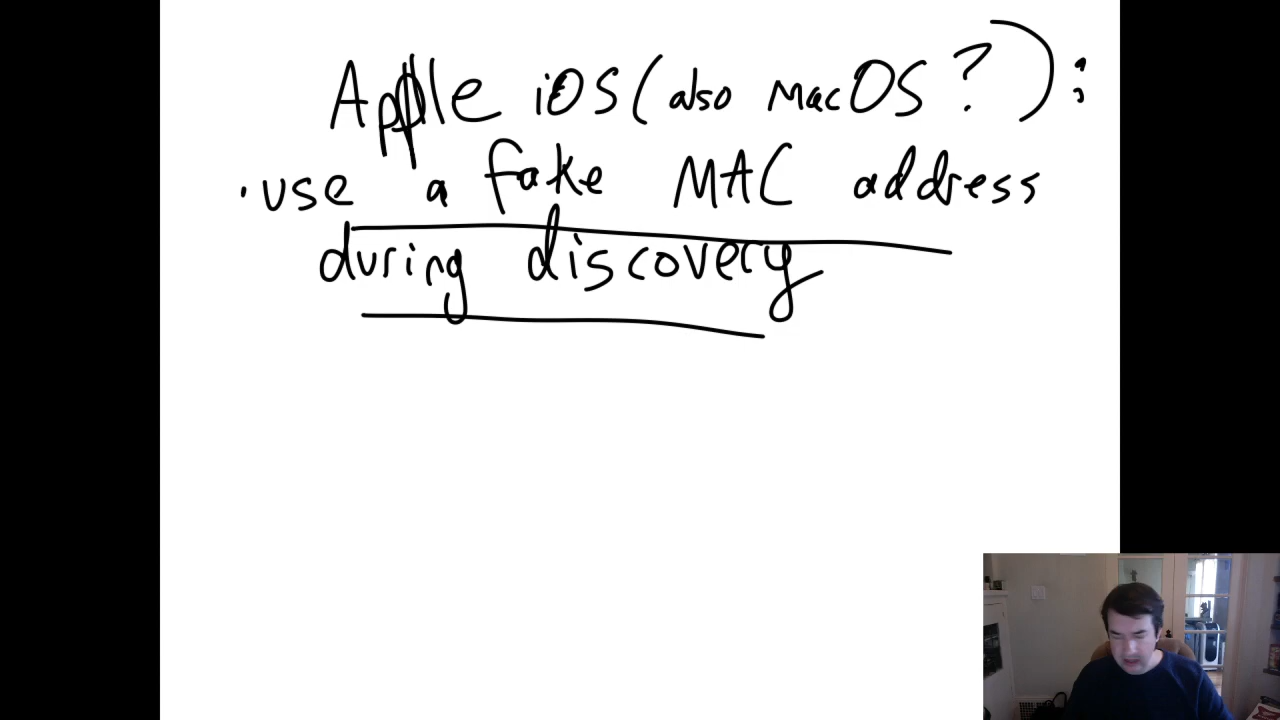 Apple iOS (also MacOS?):
· use a fake MAC address
during discovery